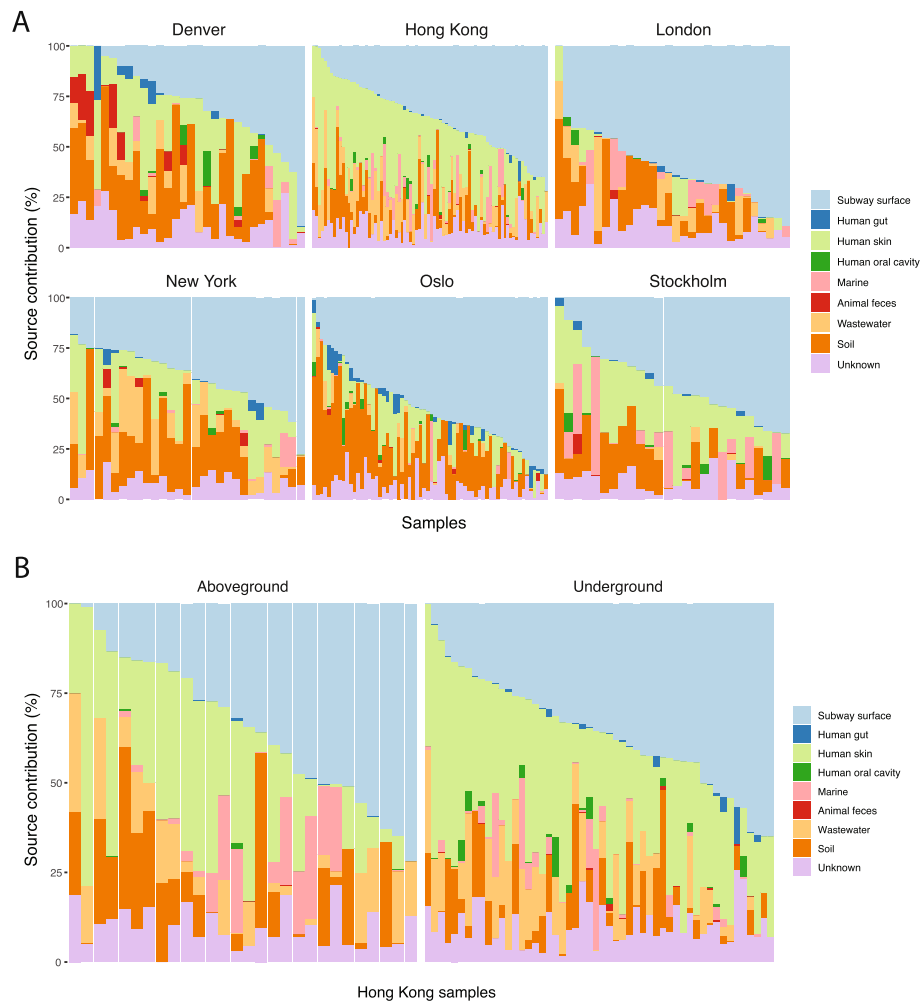 A
Denver
Hong Kong
London
100
75
50
25
0
Source contribution (%)
New York
Oslo
Stockholm
100
75
50
25
0
Samples
Subway surface
Human gut
Human skin
Human oral cavity
Marine
Animal feces
Wastewater
Soil
Unknown
B
Aboveground
Underground
100
75
50
25
0
Source contribution (%)
Hong Kong samples
Subway surface
Human gut
Human skin
Human oral cavity
Marine
Animal feces
Wastewater
Soil
Unknown